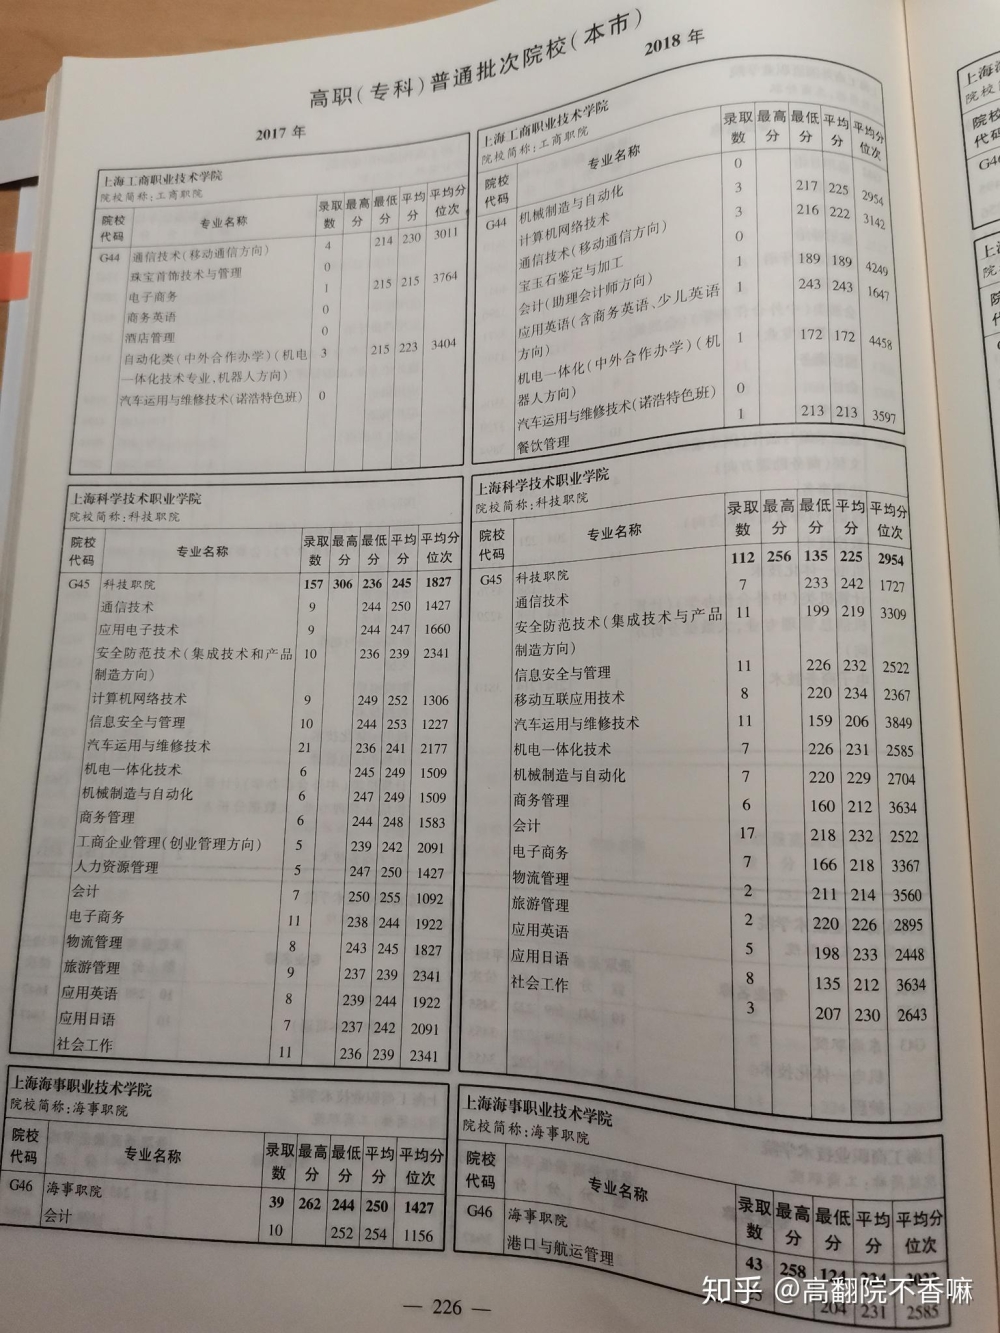 高职(专科)普通批次院校(本市)
2017 年
上海工商职业技术学院
院校简称:工商职院
院校代码 专业名称 录取数 最高分 最低分 平均分 平均分位次
G44 通信技术(移动通信方向) 4 214 230 3011
珠宝首饰技术与管理 0
电子商务 1 215 215 3764
商务英语 0
酒店管理 0
自动化类(中外合作办学)(机电 3 215 223 3404
一体化技术专业,机器人方向)
汽车运用与维修技术(诺浩特色班) 0
上海科学技术职业学院
院校简称:科技职院
院校代码 专业名称 录取数 最高分 最低分 平均分 平均分位次
G45 科技职院 157 306 236 245 1827
通信技术 9 244 250 1427
应用电子技术 9 244 247 1660
安全防范技术(集成技术和产品 10 236 239 2341
制造方向)
计算机网络技术 9 249 252 1306
信息安全与管理 10 244 253 1227
汽车运用与维修技术 21 236 241 2177
机电一体化技术 6 245 249 1509
机械制造与自动化 6 247 249 1509
商务管理 6 244 248 1583
工商企业管理(创业管理方向) 5 239 242 2091
人力资源管理 5 247 250 1427
会计 7 250 255 1092
电子商务 11 238 244 1922
物流管理 8 243 245 1827
旅游管理 9 237 239 2341
应用英语 8 239 244 1922
应用日语 7 237 242 2091
社会工作 11 236 239 2341
上海海事职业技术学院
院校简称:海事职院
院校代码 专业名称 录取数 最高分 最低分 平均分 平均分位次
G46 海事职院 39 262 244 250 1427
会计 10 252 254 1156
2018 年
上海工商职业技术学院
院校简称:工商职院
院校代码 专业名称 录取数 最高分 最低分 平均分 平均分位次
G44 机械制造与自动化 0
计算机网络技术 3 217 225 2954
通信技术(移动通信方向) 3 216 222 3142
宝玉石鉴定与加工 0
会计(助理会计师方向) 1 189 189 4249
应用英语(含商务英语、少儿英语 1 243 243 1647
方向)
机电一体化(中外合作办学)(机 1 172 172 4458
器人方向)
汽车运用与维修技术(诺浩特色班) 0
餐饮管理 1 213 213 3597
上海科学技术职业学院
院校简称:科技职院
院校代码 专业名称 录取数 最高分 最低分 平均分 平均分位次
G45 科技职院 112 256 135 225 2954
通信技术 7 233 242 1727
安全防范技术(集成技术与产品 11 199 219 3309
制造方向)
信息安全与管理 11 226 232 2522
移动互联应用技术 8 220 234 2367
汽车运用与维修技术 11 159 206 3849
机电一体化技术 7 226 231 2585
机械制造与自动化 7 220 229 2704
商务管理 6 160 212 3634
会计 17 218 232 2522
电子商务 7 166 218 3367
物流管理 2 211 214 3560
旅游管理 2 220 226 2895
应用英语 5 198 233 2448
应用日语 8 135 212 3634
社会工作 3 207 230 2643
上海海事职业技术学院
院校简称:海事职院
院校代码 专业名称 录取数 最高分 最低分 平均分 平均分位次
G46 海事职院 43 258
港口与航运管理 204 231 2585
— 226 —
知乎 @高翻院不香嘛